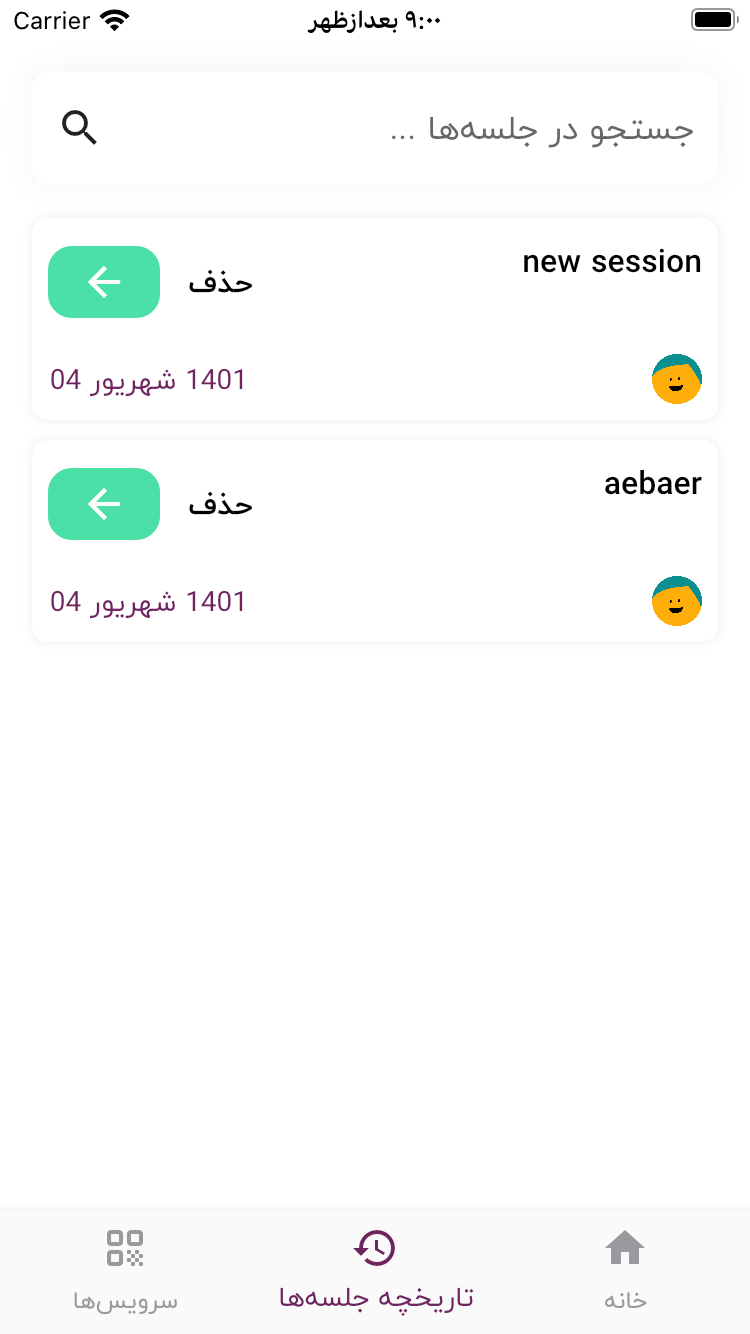 Carrier
۹:۰۰ بعدازظهر
جستجو در جلسه‌ها ...
new session
حذف
04 شهریور 1401
aebaer
حذف
04 شهریور 1401
خانه
تاریخچه جلسه‌ها
سرویس‌ها